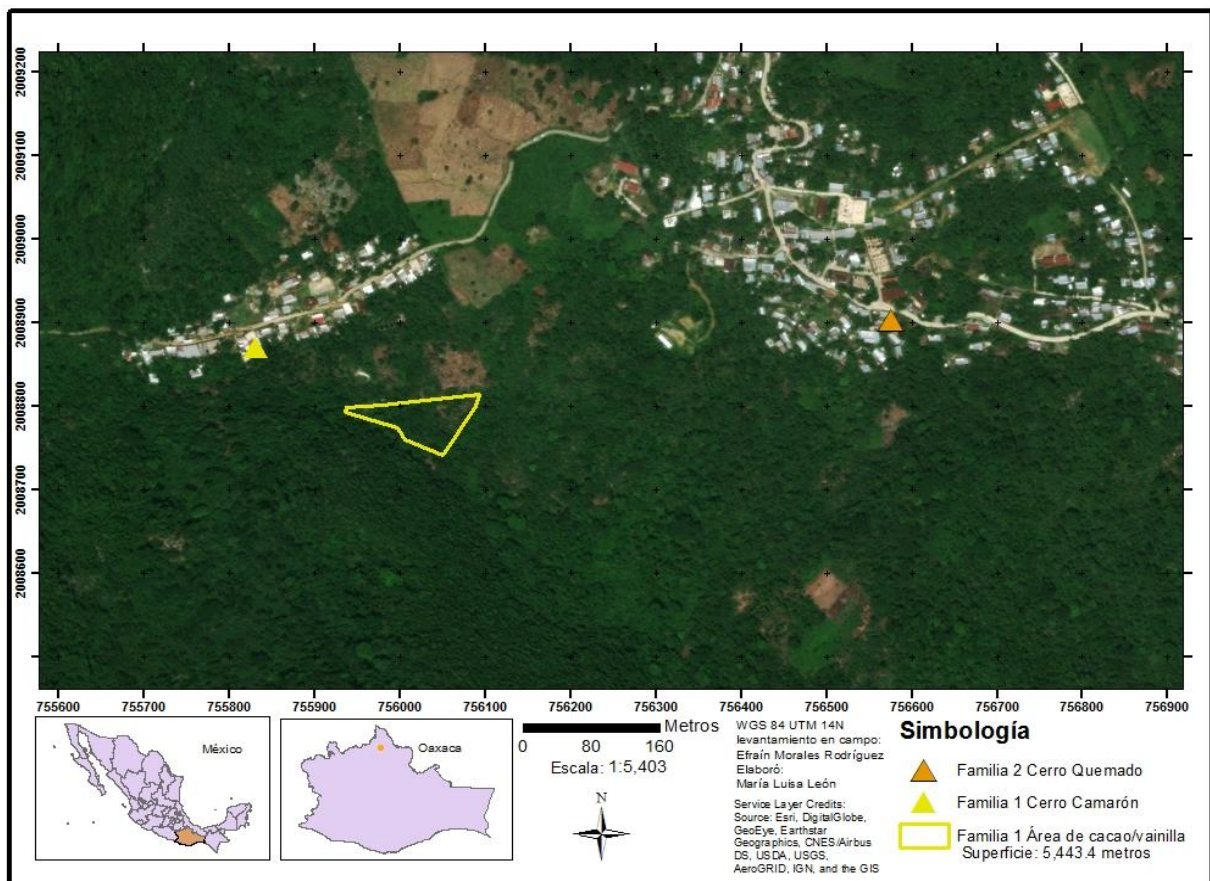 2009200
2009100
2009000
2008900
2008800
2008700
2008600
755600 755700 755800 755900 756000 756100 756200 756300 756400 756500 756600 756700 756800 756900
México
Oaxaca
Metros
0 80 160
Escala: 1:5,403
N
WGS 84 UTM 14N
levantamiento en campo:
Efraín Morales Rodríguez
Elaboró:
María Luisa León
Service Layer Credits:
Source: Esri, DigitalGlobe,
GeoEye, Earthstar
Geographics, CNES/Airbus
DS, USDA, USGS,
AeroGRID, IGN, and the GIS
Simbología
Familia 2 Cerro Quemado
Familia 1 Cerro Camarón
Familia 1 Área de cacao/vainilla
Superficie: 5,443.4 metros